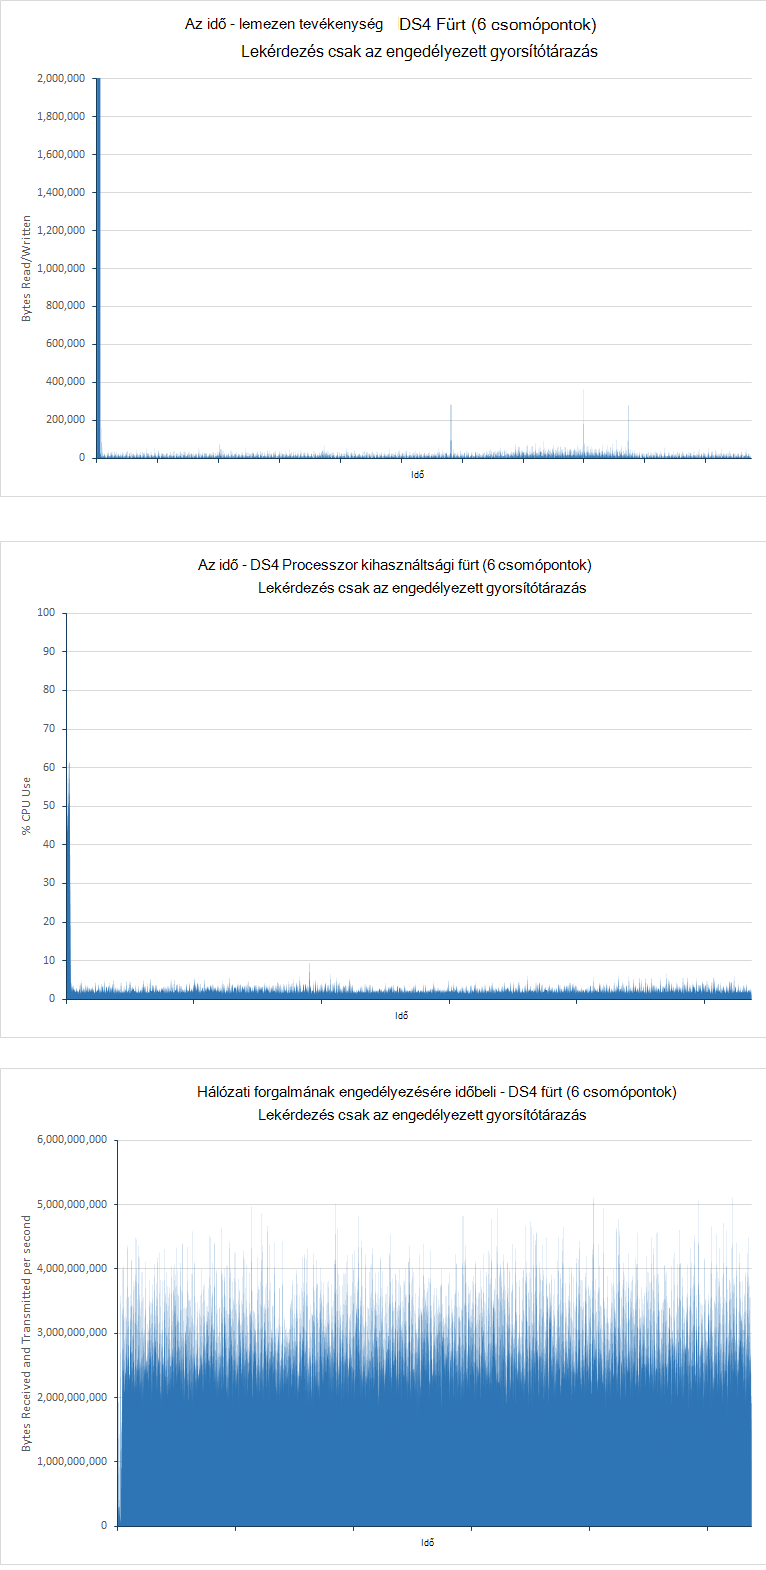 Az idő - lemezen tevékenység DS4 Fürt (6 csomópontok)
Lekérdezés csak az engedélyezett gyorsítótárazás
Bytes Read/Written
2,000,000
1,800,000
1,600,000
1,400,000
1,200,000
1,000,000
800,000
600,000
400,000
200,000
0
Idő
Az idő - DS4 Processzor kihasználtsági fürt (6 csomópontok)
Lekérdezés csak az engedélyezett gyorsítótárazás
% CPU Use
100
90
80
70
60
50
40
30
20
10
0
Idő
Hálózati forgalmának engedélyezésére időbeli - DS4 fürt (6 csomópontok)
Lekérdezés csak az engedélyezett gyorsítótárazás
Bytes Received and Transmitted per second
6,000,000,000
5,000,000,000
4,000,000,000
3,000,000,000
2,000,000,000
1,000,000,000
0
Idő